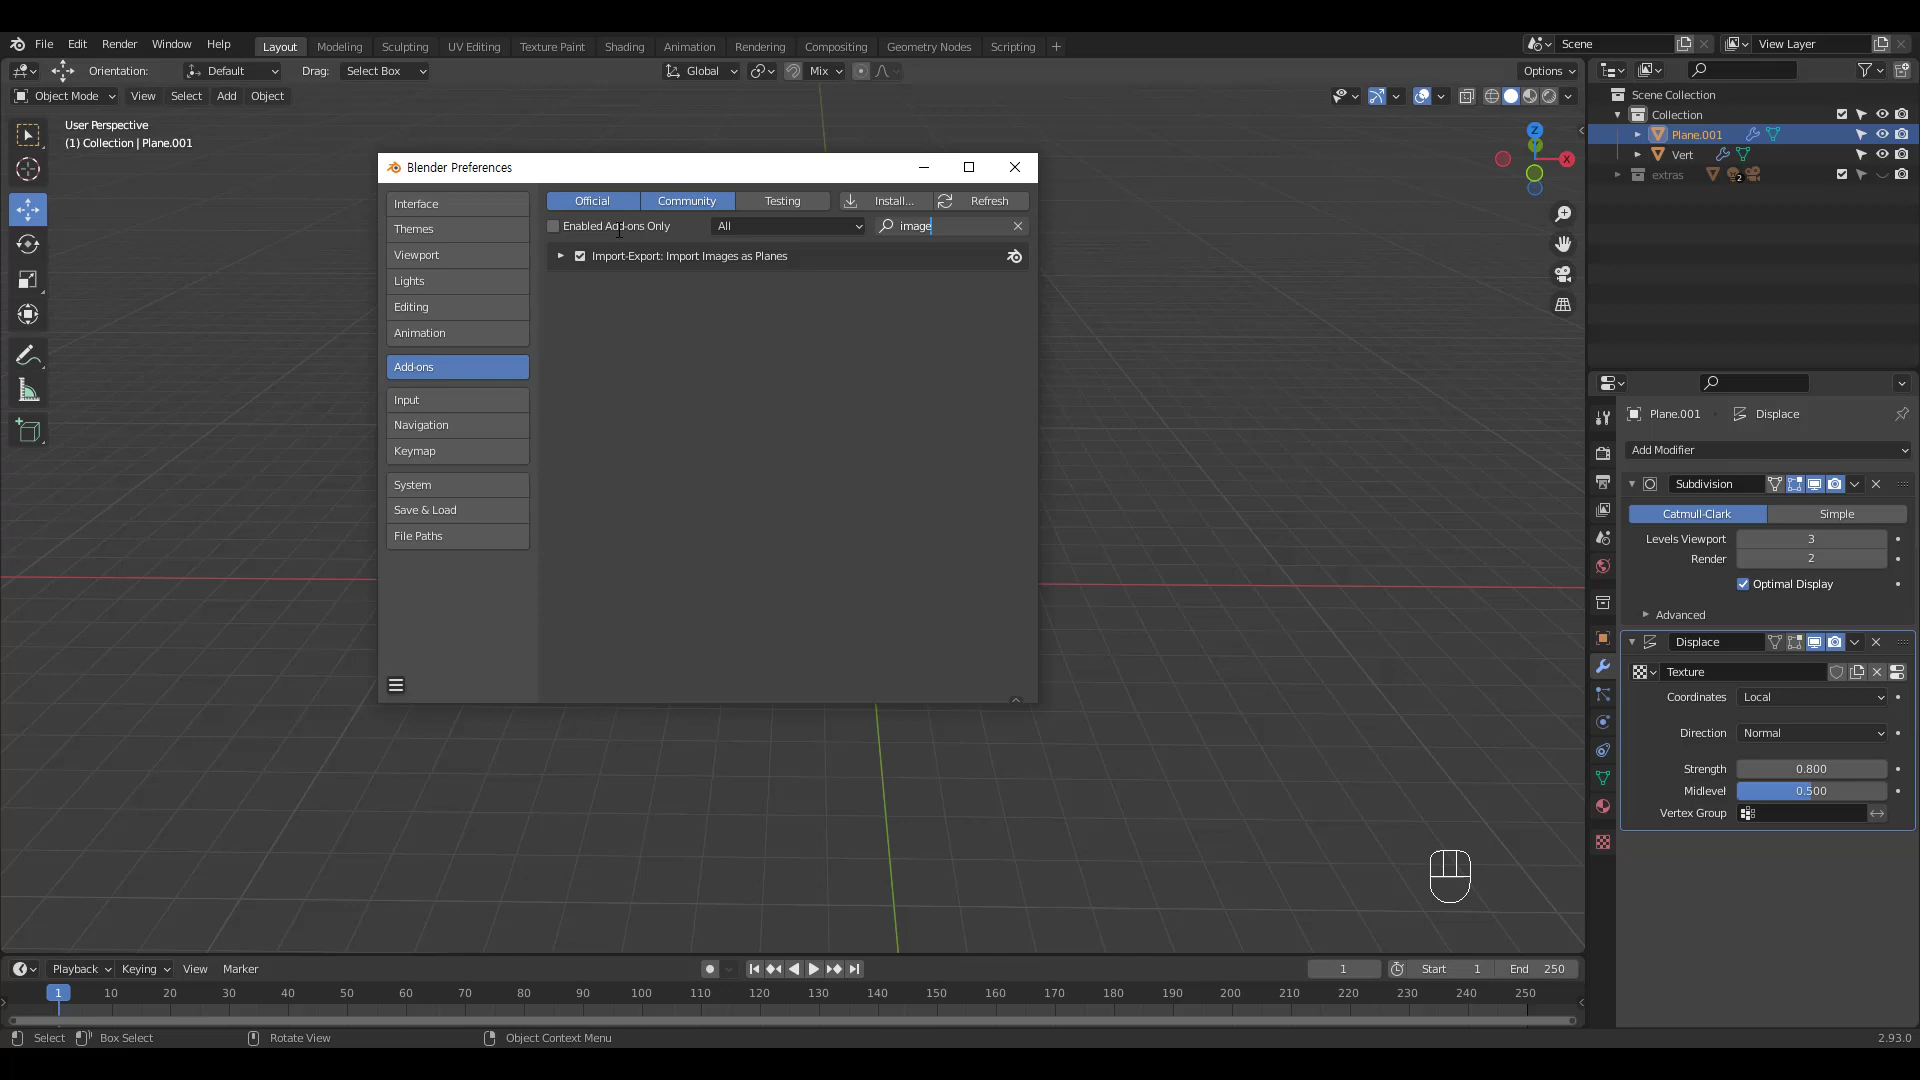 File Edit Render Window Help Layout Modeling Sculpting UV Editing Texture Paint Shading Animation Rendering Compositing Geometry Nodes Scripting + Scene View Layer
Orientation: Default Drag: Select Box Global Mix Options
Object Mode View Select Add Object
User Perspective
(1) Collection | Plane.001
Z
X
Scene Collection
Collection
Plane.001
Vert
extras 2
Blender Preferences
Interface
Themes
Viewport
Lights
Editing
Animation
Add-ons
Input
Navigation
Keymap
System
Save & Load
File Paths
Official Community Testing Install... Refresh
Enabled Add-ons Only All image
Import-Export: Import Images as Planes
Plane.001 Displace
Add Modifier
Subdivision
Catmull-Clark Simple
Levels Viewport 3
Render 2
Optimal Display
Advanced
Displace
Texture
Coordinates Local
Direction Normal
Strength 0.800
Midlevel 0.500
Vertex Group
Playback Keying View Marker 1 Start 1 End 250
1 10 20 30 40 50 60 70 80 90 100 110 120 130 140 150 160 170 180 190 200 210 220 230 240 250
Select Box Select Rotate View Object Context Menu 2.93.0